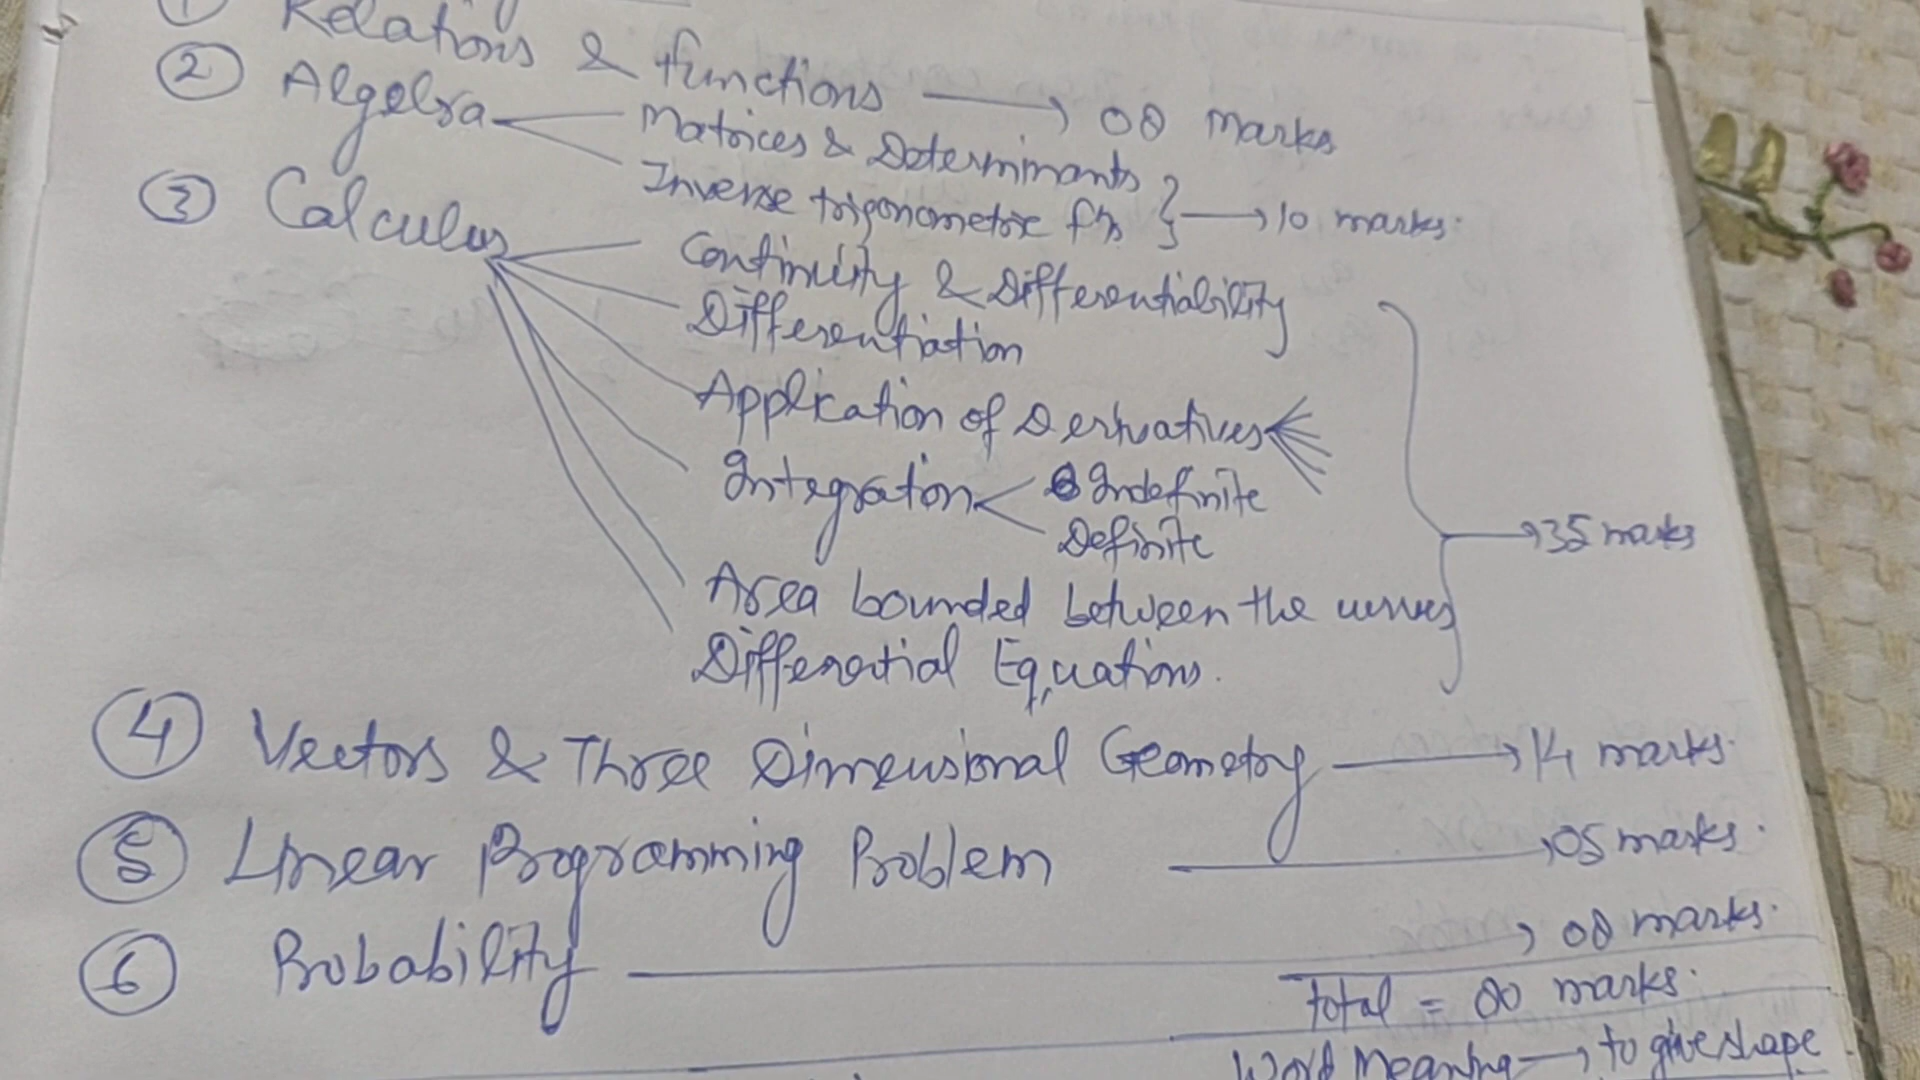 ① Relations & functions → 08 marks
② Algebra
Matrices & Determinants
Inverse trigonometric fⁿs } → 10 marks.
③ Calculus
Continuity & Differentiability
Differentiation
Application of Derivatives
Integration < Indefinite
Definite
→ 35 marks
Area bounded between the curves
Differential Equations.
④ Vectors & Three Dimensional Geometry → 14 marks.
⑤ Linear Programming Problem → 05 marks.
⑥ Probability → 08 marks.
Total = 80 marks.
Word Meaning → to give shape